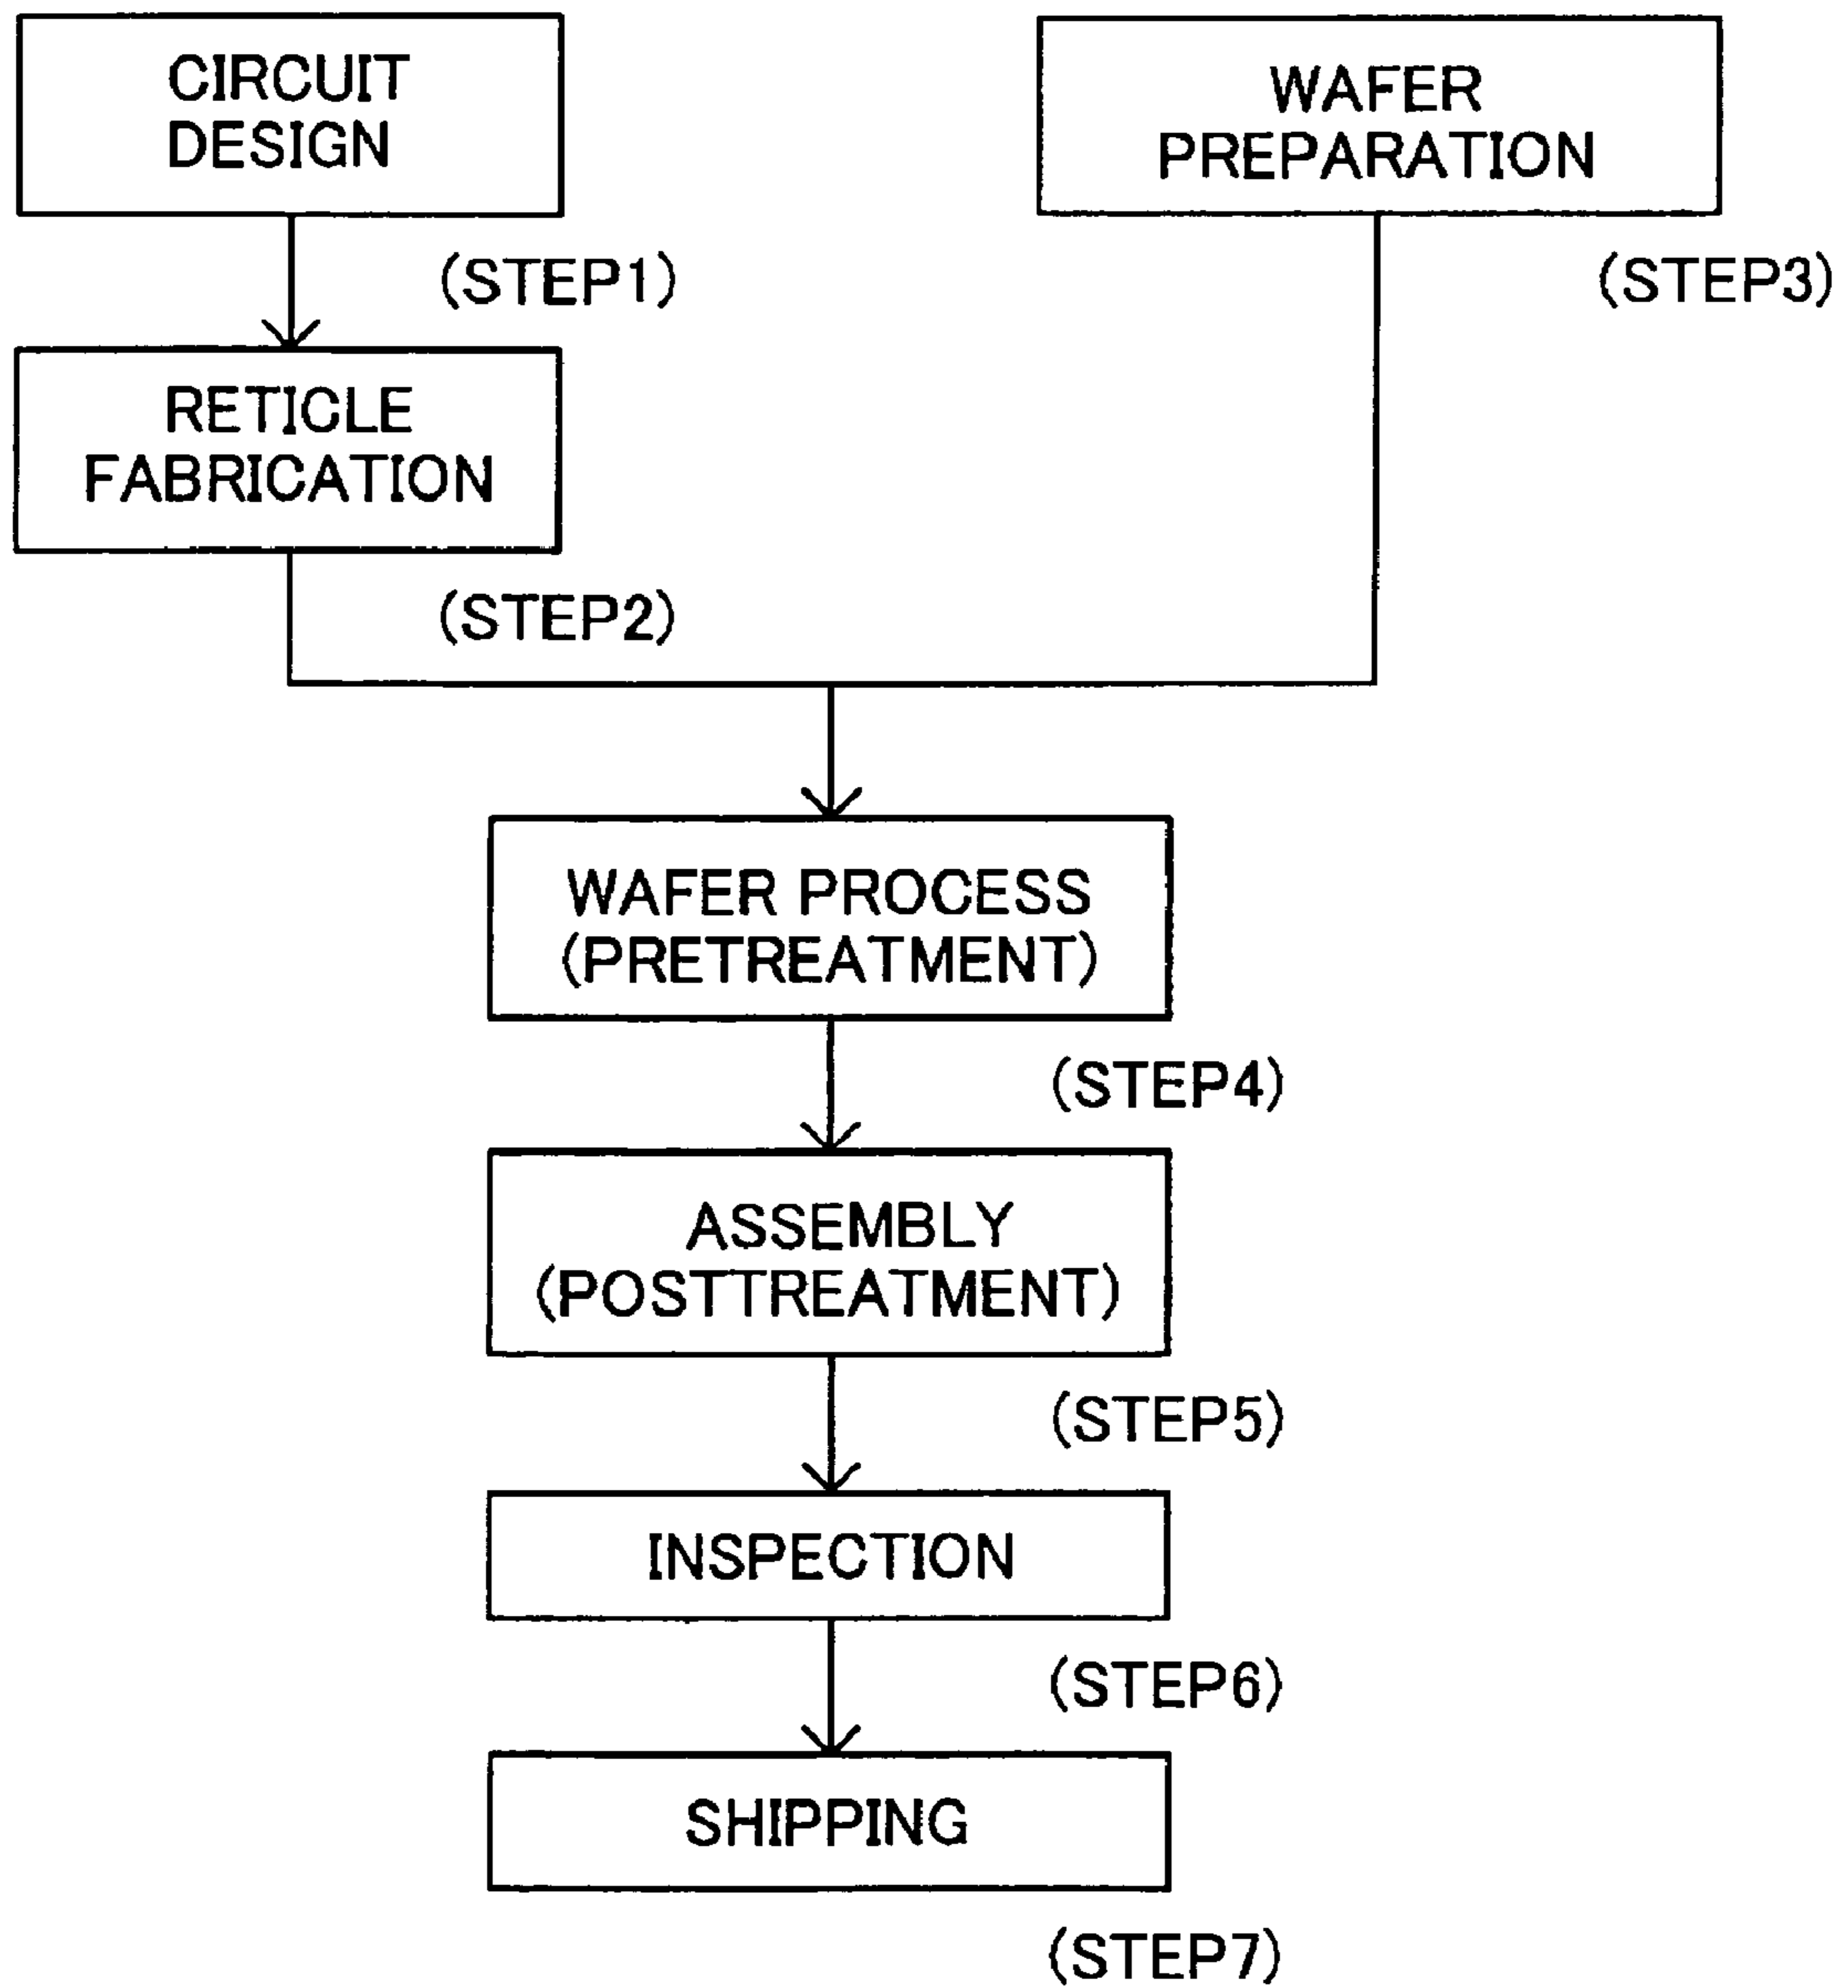 CIRCUIT
DESIGN
(STEP1)
WAFER
PREPARATION
(STEP3)
RETICLE
FABRICATION
(STEP2)
WAFER PROCESS
(PRETREATMENT)
(STEP4)
ASSEMBLY
(POSTTREATMENT)
(STEP5)
INSPECTION
(STEP6)
SHIPPING
(STEP7)